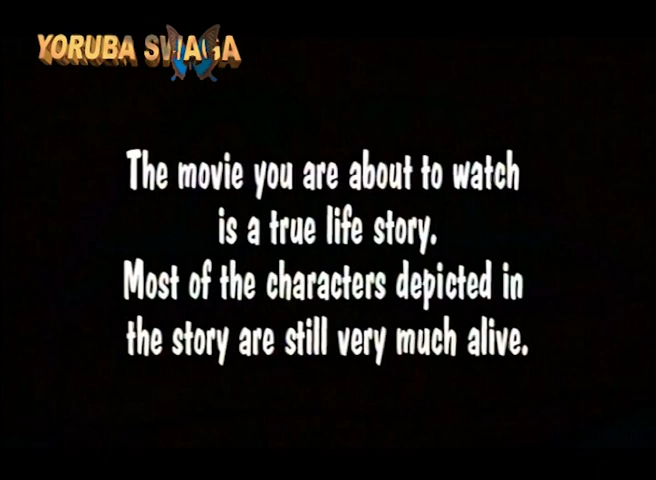 YORUBA SWAGA
The movie you are about to watch
is a true life story.
Most of the characters depicted in
the story are still very much alive.